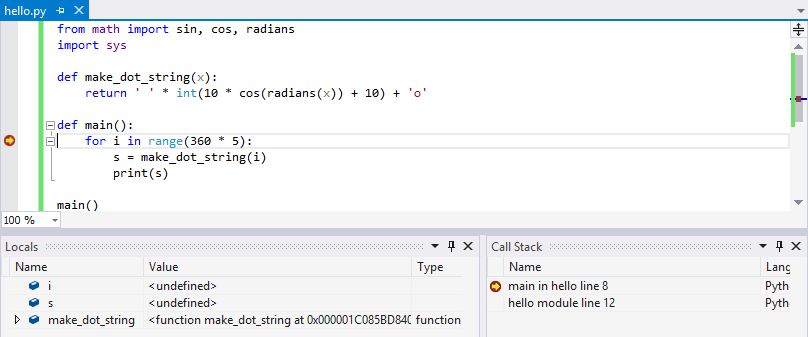 hello.py
from math import sin, cos, radians
import sys
def make_dot_string(x):
    return ' ' * int(10 * cos(radians(x)) + 10) + 'o'
def main():
    for i in range(360 * 5):
        s = make_dot_string(i)
        print(s)
main()
100 %
Locals
Name Value Type
i <undefined>
s <undefined>
make_dot_string <function make_dot_string at 0x000001C085BD840 function
Call Stack
Name Lang
main in hello line 8 Pyth
hello module line 12 Pyth